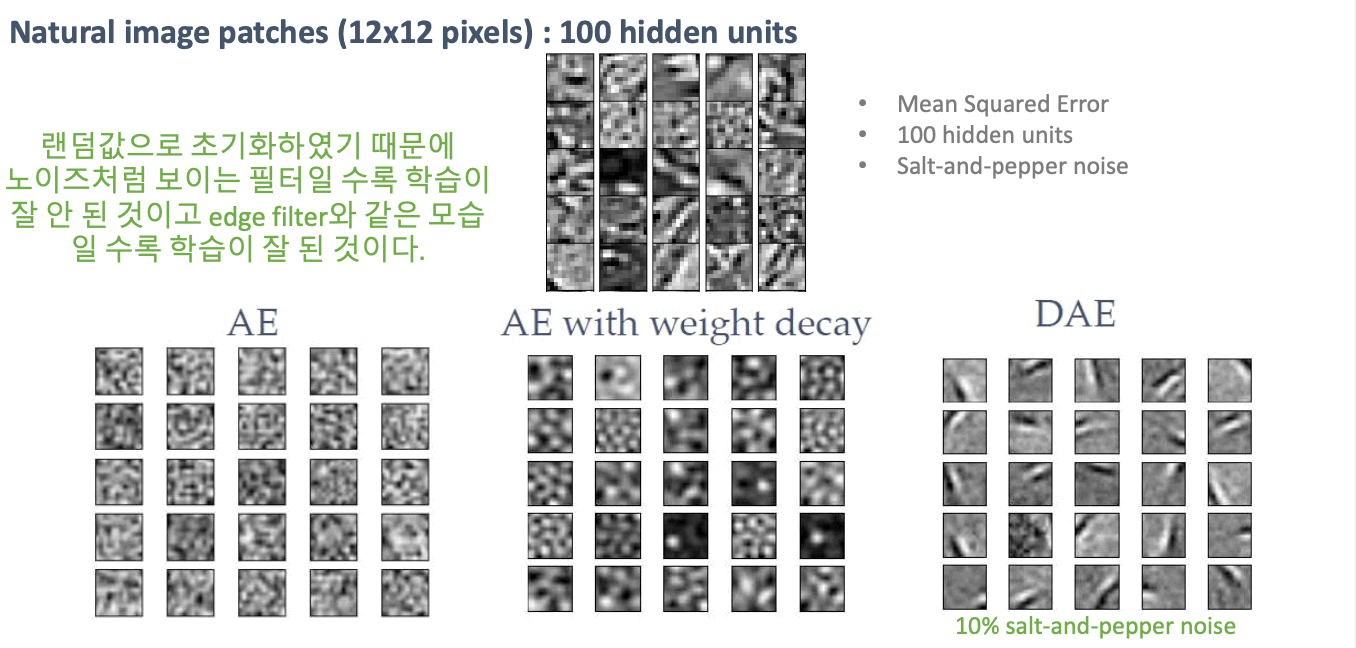 Natural image patches (12x12 pixels) : 100 hidden units
랜덤값으로 초기화하였기 때문에
노이즈처럼 보이는 필터일 수록 학습이
잘 안 된 것이고 edge filter와 같은 모습
일 수록 학습이 잘 된 것이다.
• Mean Squared Error
• 100 hidden units
• Salt-and-pepper noise
AE
AE with weight decay
DAE
10% salt-and-pepper noise